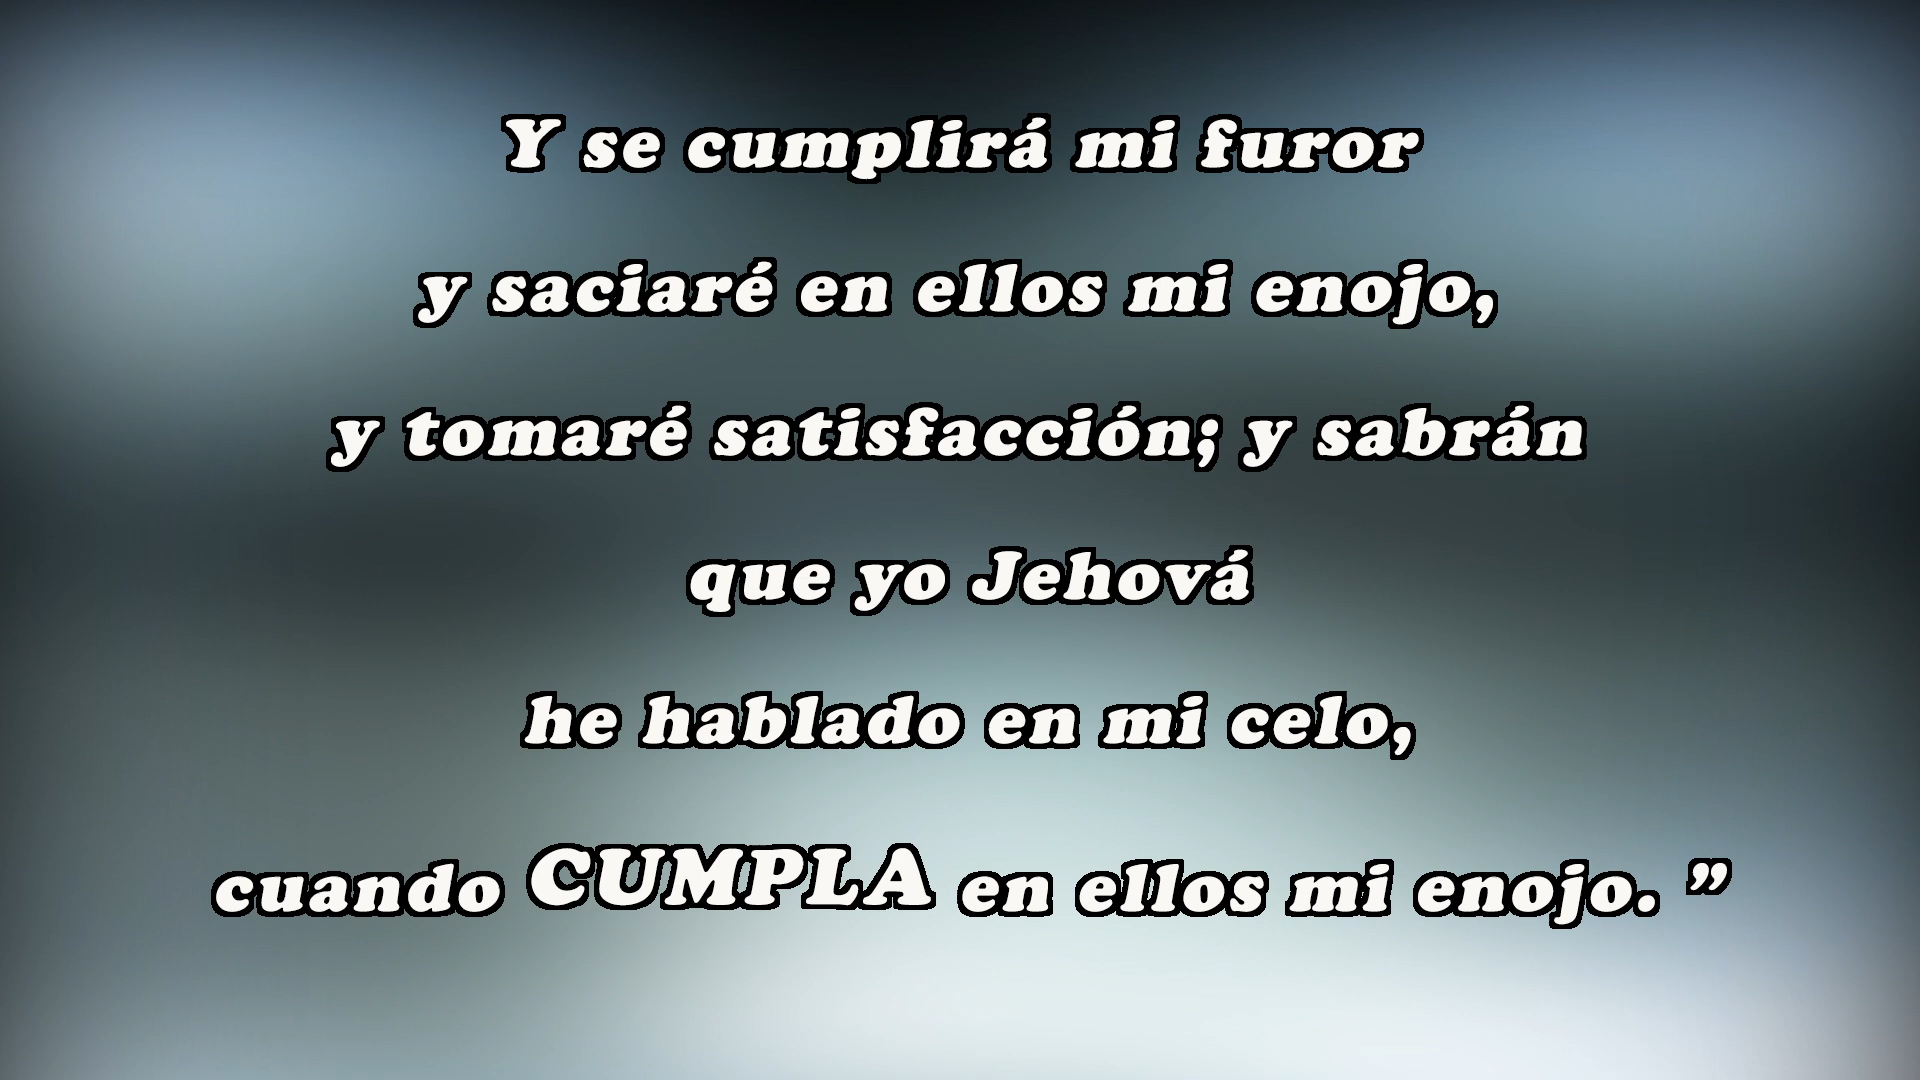 Y se cumplirá mi furor
y saciaré en ellos mi enojo,
y tomaré satisfacción; y sabrán
que yo Jehová
he hablado en mi celo,
cuando CUMPLA en ellos mi enojo. ”